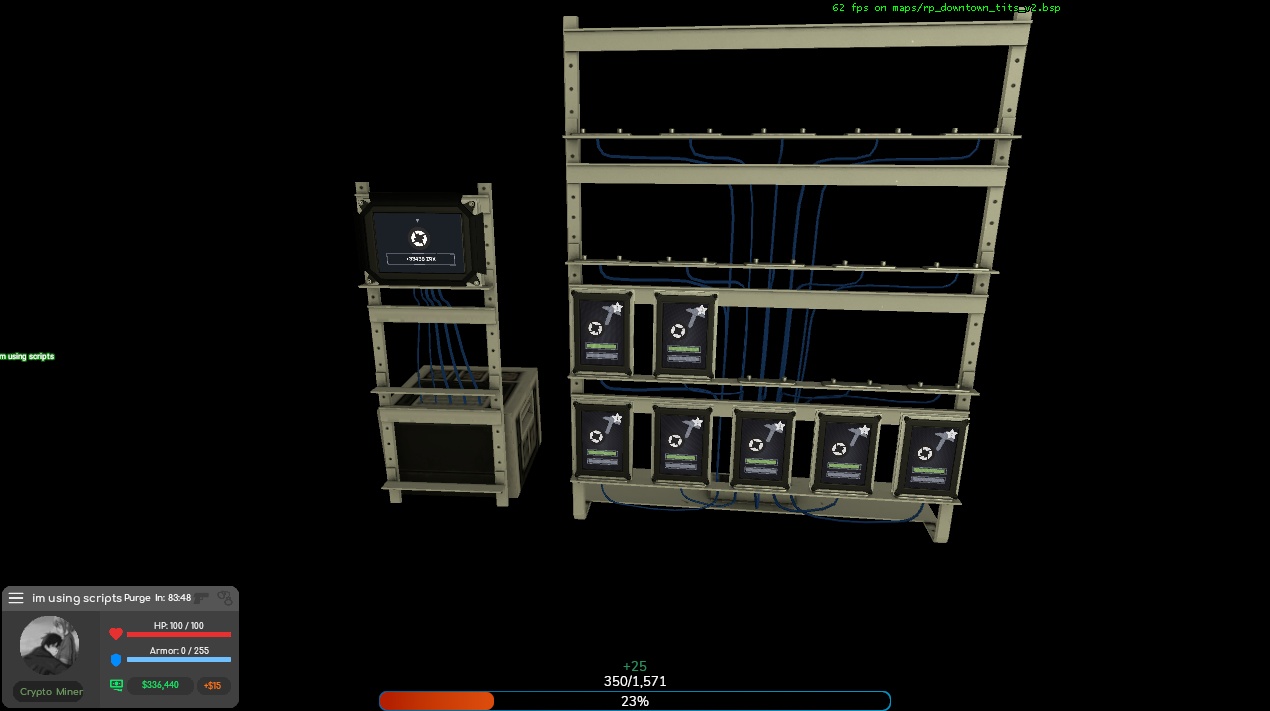 62 fps on maps/rp_downtown_tits_v2.bsp
m using scripts
im using scripts Purge In: 83:48
HP: 100 / 100
Armor: 0 / 255
Crypto Miner
$336,440
+$15
+25
350/1,571
23%